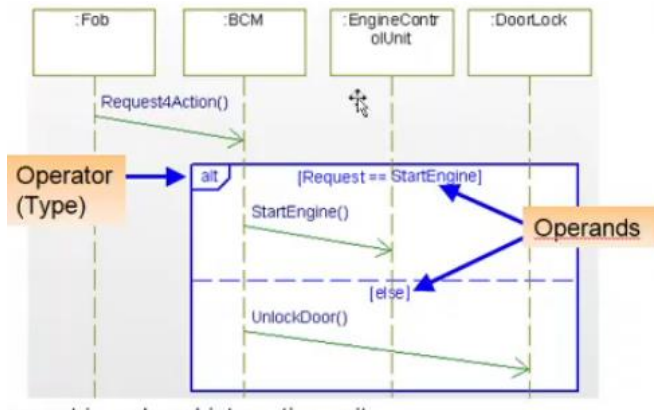 :Fob
:BCM
:EngineContr
olUnit
:DoorLock
Request4Action()
Operator
(Type)
alt
[Request == StartEngine]
StartEngine()
Operands
[else]
UnlockDoor()